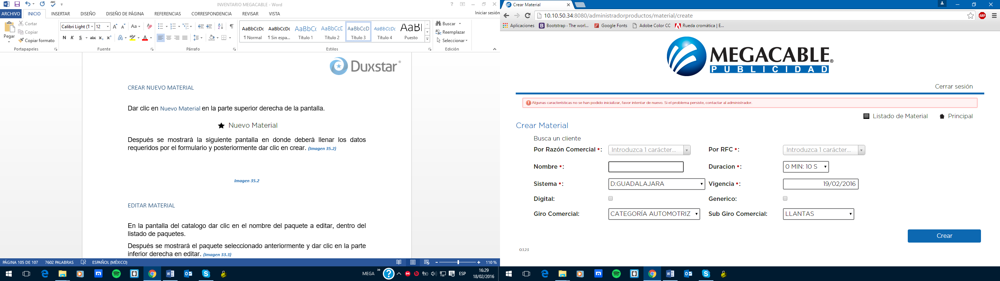 INVENTARIO MEGACABLE - Word
ARCHIVO INICIO INSERTAR DISEÑO DISEÑO DE PÁGINA REFERENCIAS CORRESPONDENCIA REVISAR VISTA Iniciar sesión
Pegar
Cortar
Copiar
Copiar formato
Portapapeles
Calibri Light (T 12
N K S abc x₂ x²
Fuente
Párrafo
AaBbCcDc AaBbCcDc AaBbC( AaBbCcE AaBbCcD AaBbCcDc AaBl
¶ Normal ¶ Sin espa... Título 1 Título 2 Título 3 Título 4 Puesto
Estilos
Buscar
Reemplazar
Seleccionar
Edición
Duxstar®
CREAR NUEVO MATERIAL
Dar clic en Nuevo Material en la parte superior derecha de la pantalla.
Nuevo Material
Después se mostrará la siguiente pantalla en donde deberá llenar los datos
requeridos por el formulario y posteriormente dar clic en crear. (Imagen 35.2)
Imagen 35.2
EDITAR MATERIAL
En la pantalla del catalogo dar clic en el nombre del paquete a editar, dentro del
listado de paquetes.
Después se mostrará el paquete seleccionado anteriormente y dar clic en la parte
inferior derecha en editar. (Imagen 33.3)
PÁGINA 105 DE 107 7602 PALABRAS ESPAÑOL (MÉXICO) 110 %
MEGA ESP 16:29
18/02/2016
Crear Material
10.10.50.34:8080/administradorproductos/material/create
ABP
Aplicaciones Bootstrap · The worl... Google Fonts Adobe Color CC Rueda cromática | E...
MEGACABLE®
PUBLICIDAD
Cerrar sesión
Algunas características no se han podido inicializar, favor intentar de nuevo. Si el problema persiste, contactar al administrador.
Listado de Material Principal
Crear Material
Busca un cliente
Por Razón Comercial *: Introduzca 1 carácter... Por RFC *: Introduzca 1 carácter...
Nombre *: Duracion *: 0 MIN: 10 S
Sistema *: D:GUADALAJARA Vigencia *: 19/02/2016
Digital: Generico:
Giro Comercial: CATEGORÍA AUTOMOTRIZ Sub Giro Comercial: LLANTAS
Crear
0.1.23